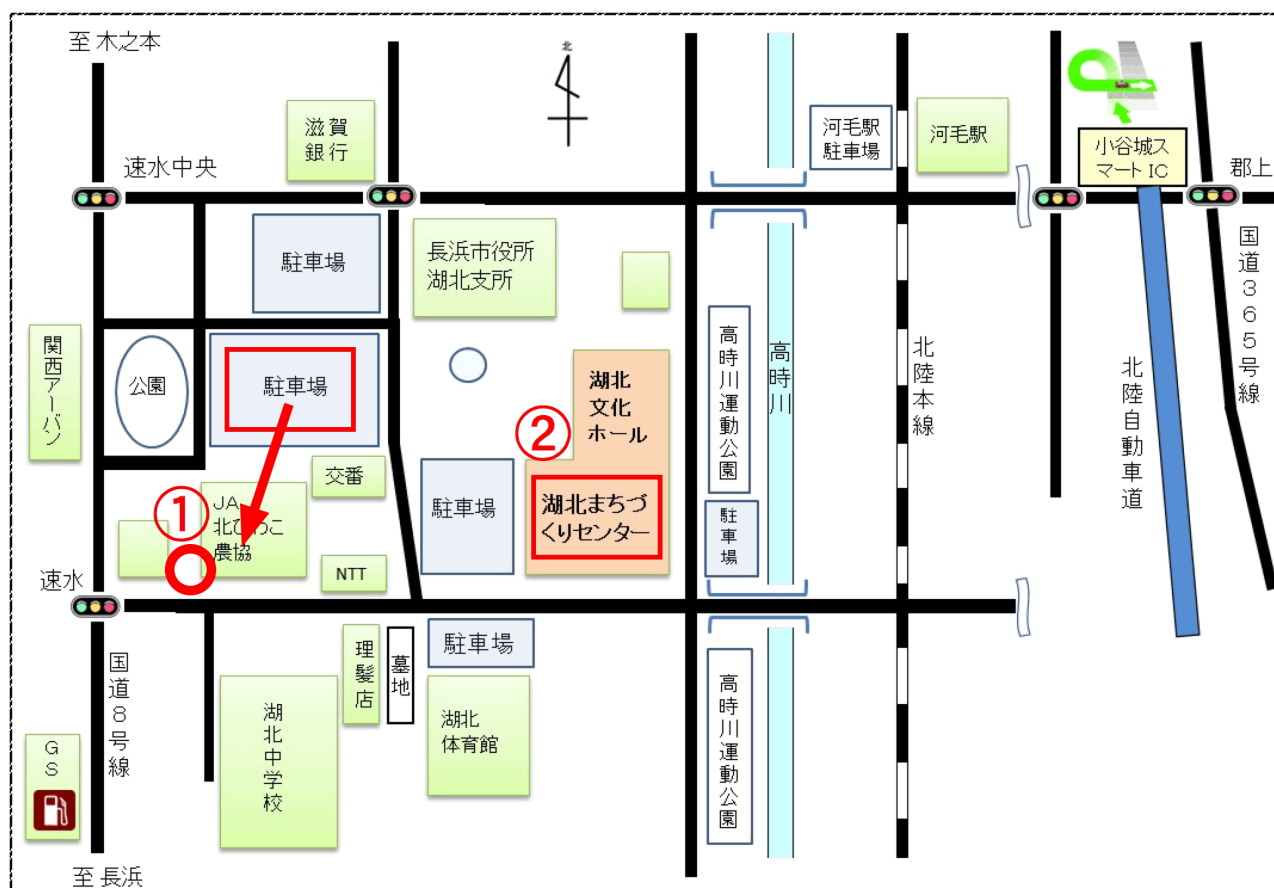 至 木之本
北
滋賀
銀行
河毛駅
駐車場
河毛駅
小谷城ス
マート IC
速水中央
郡上
駐車場
長浜市役所
湖北支所
国道365号線
関西アーバン
公園
駐車場
湖北
文化
ホール
高時川運動公園
高時川
北陸本線
北陸自動車道
②
交番
駐車場
湖北まちづ
くりセンター
駐車場
①
JA
北びわこ
農協
NTT
速水
国道8号線
理髪店
墓地
駐車場
湖北中学校
湖北
体育館
高時川運動公園
GS
至 長浜